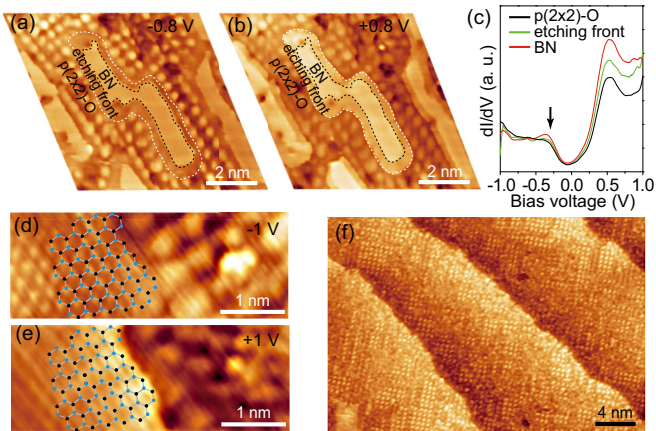 (a)
-0.8 V
BN
etching front
p(2x2)-O
2 nm
(b)
+0.8 V
BN
etching front
p(2x2)-O
2 nm
(c)
p(2x2)-O
etching front
BN
dI/dV (a. u.)
-1.0 -0.5 0.0 0.5 1.0
Bias voltage (V)
(d)
-1 V
1 nm
(e)
+1 V
1 nm
(f)
4 nm